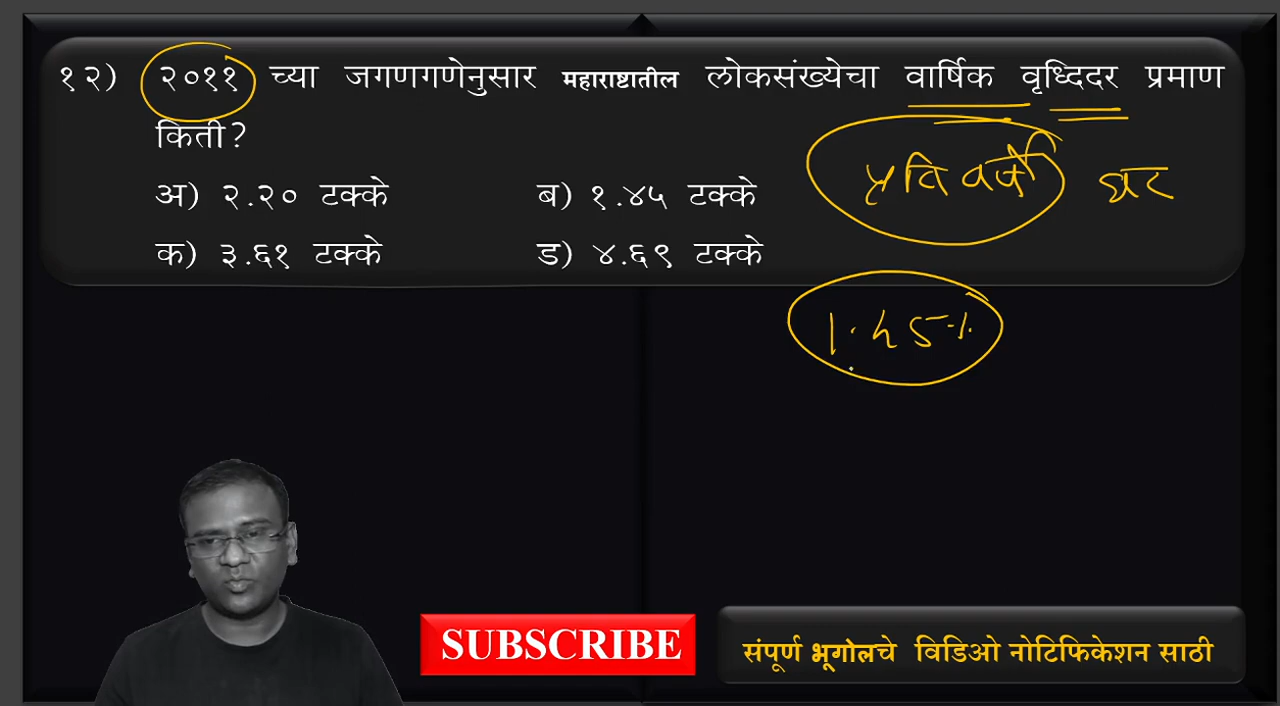 १२) २०११ च्या जगणगणेनुसार महाराष्टातील लोकसंख्येचा वार्षिक वृध्दिदर प्रमाण
किती?
अ) २.२० टक्के ब) १.४५ टक्के
प्रति वर्षी दर
क) ३.६१ टक्के ड) ४.६९ टक्के
1.45%
SUBSCRIBE
संपूर्ण भूगोलचे विडिओ नोटिफिकेशन साठी